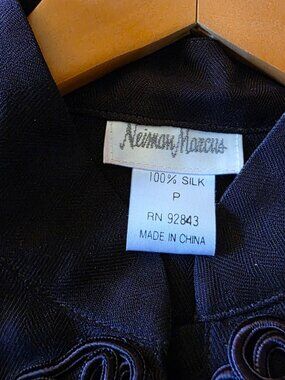 Neiman Marcus
100% SILK
P
RN 92843
MADE IN CHINA